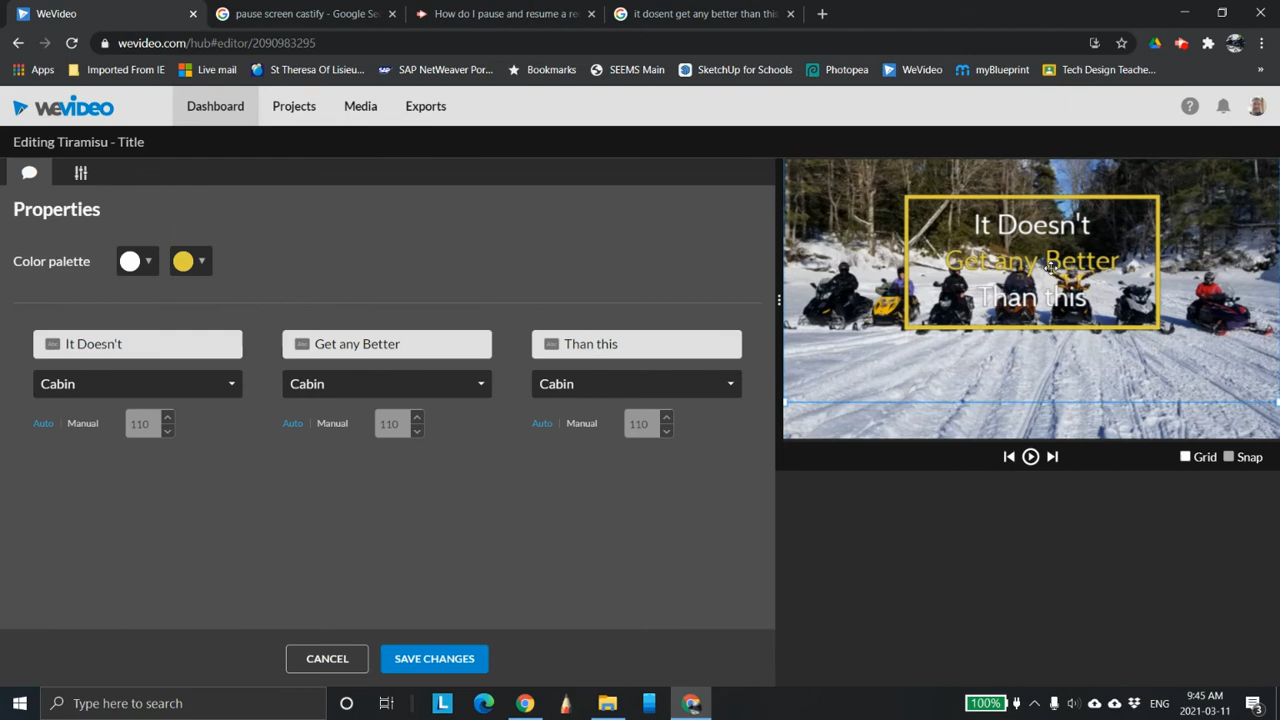 WeVideo
pause screen castify - Google Se
How do I pause and resume a re
it dosent get any better than this
wevideo.com/hub#editor/2090983295
Apps
Imported From IE
Live mail
St Theresa Of Lisieu...
SAP NetWeaver Por...
Bookmarks
SEEMS Main
SketchUp for Schools
Photopea
WeVideo
myBlueprint
Tech Design Teache...
WEVIDEO
Dashboard
Projects
Media
Exports
Editing Tiramisu - Title
Properties
Color palette
Abc It Doesn't
Abc Get any Better
Abc Than this
Cabin
Cabin
Cabin
Auto | Manual 110
Auto | Manual 110
Auto | Manual 110
CANCEL
SAVE CHANGES
It Doesn't
Get any Better
Than this
Grid
Snap
Type here to search
L
100%
ENG
9:45 AM
2021-03-11
3